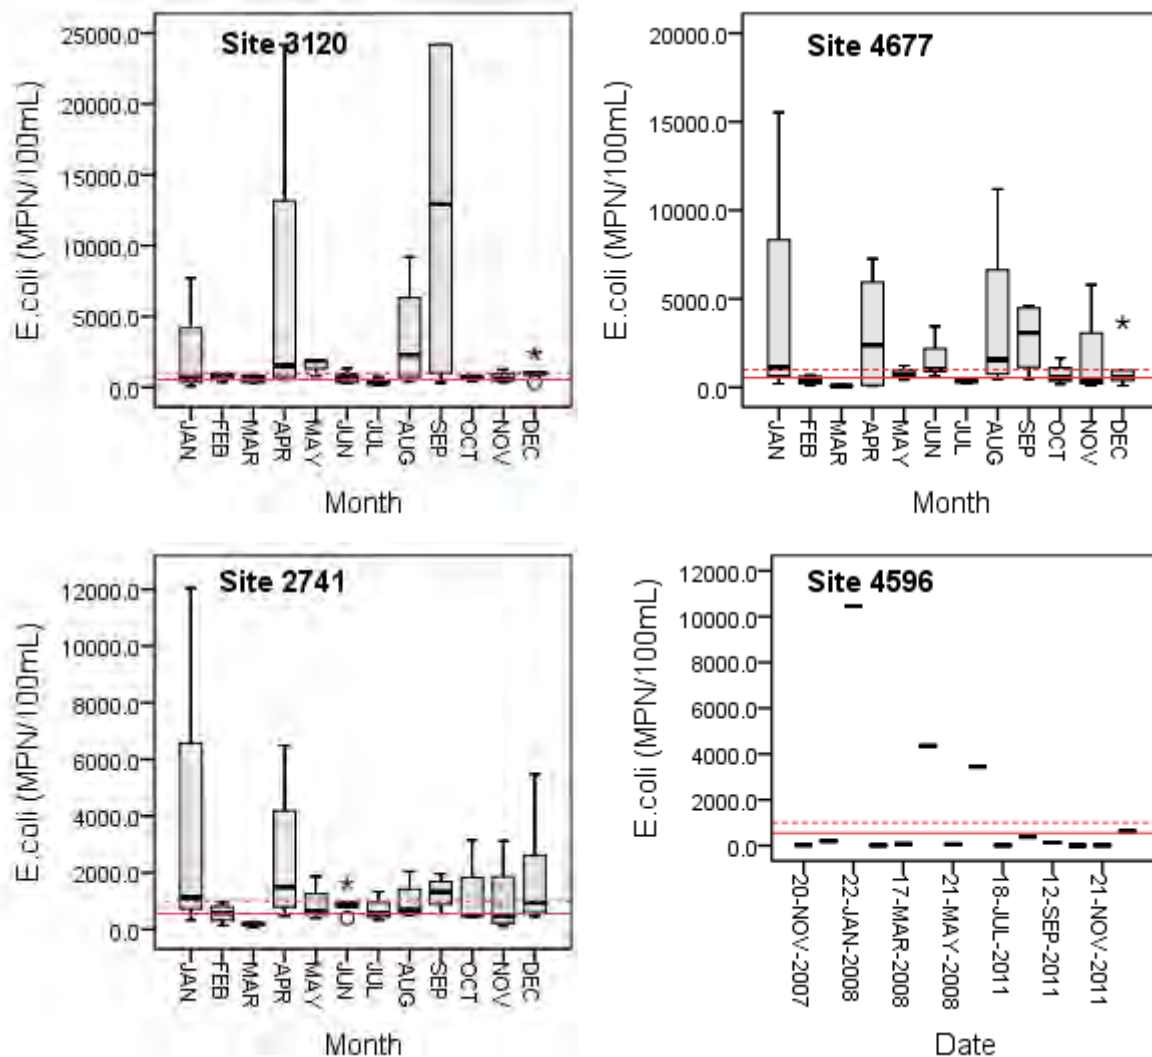 Site 3120
E.coli (MPN/100mL)
25000.0
20000.0
15000.0
10000.0
5000.0
0.0
JAN
FEB
MAR
APR
MAY
JUN
JUL
AUG
SEP
OCT
NOV
DEC
Month
Site 4677
E.coli (MPN/100mL)
20000.0
15000.0
10000.0
5000.0
0.0
JAN
FEB
MAR
APR
MAY
JUN
JUL
AUG
SEP
OCT
NOV
DEC
Month
Site 2741
E.coli (MPN/100mL)
12000.0
10000.0
8000.0
6000.0
4000.0
2000.0
0.0
JAN
FEB
MAR
APR
MAY
JUN
JUL
AUG
SEP
OCT
NOV
DEC
Month
Site 4596
E.coli (MPN/100mL)
12000.0
10000.0
8000.0
6000.0
4000.0
2000.0
0.0
20-NOV-2007
22-JAN-2008
17-MAR-2008
21-MAY-2008
18-JUL-2011
12-SEP-2011
21-NOV-2011
Date